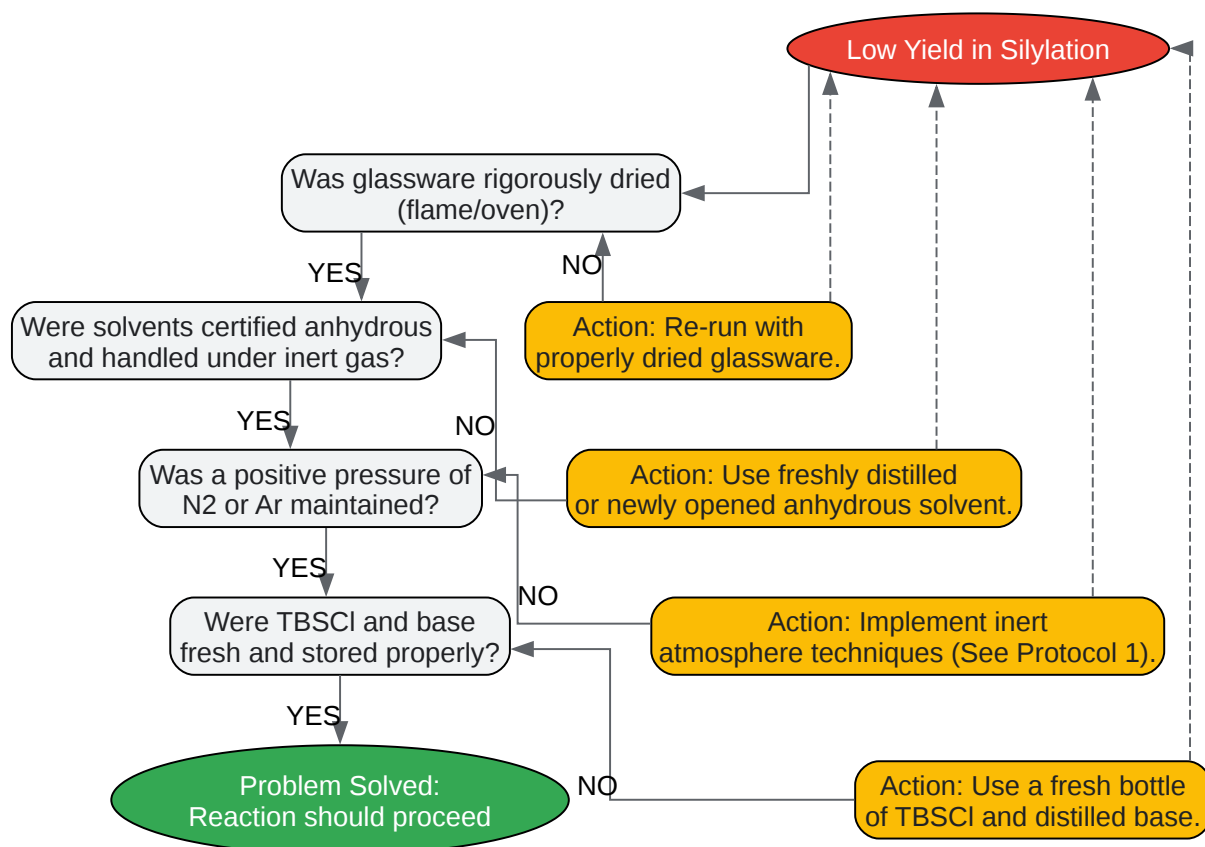 Low Yield in Silylation
Was glassware rigorously dried
(flame/oven)?
YES
NO
Were solvents certified anhydrous
and handled under inert gas?
Action: Re-run with
properly dried glassware.
YES
NO
Was a positive pressure of
N2 or Ar maintained?
Action: Use freshly distilled
or newly opened anhydrous solvent.
YES
NO
Were TBSCl and base
fresh and stored properly?
Action: Implement inert
atmosphere techniques (See Protocol 1).
YES
NO
Problem Solved:
Reaction should proceed
Action: Use a fresh bottle
of TBSCl and distilled base.